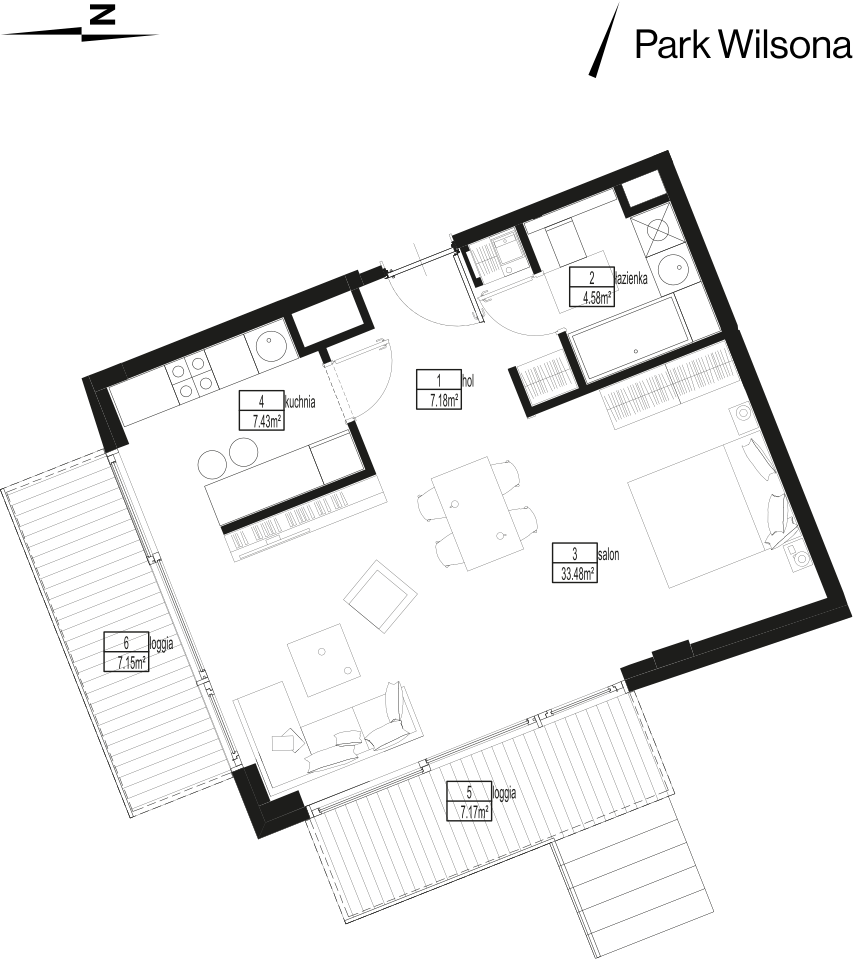 N
Park Wilsona
2 łazienka
4.58m²
1 hol
7.18m²
4 kuchnia
7.43m²
3 salon
33.48m²
6 loggia
7.15m²
5 loggia
7.17m²